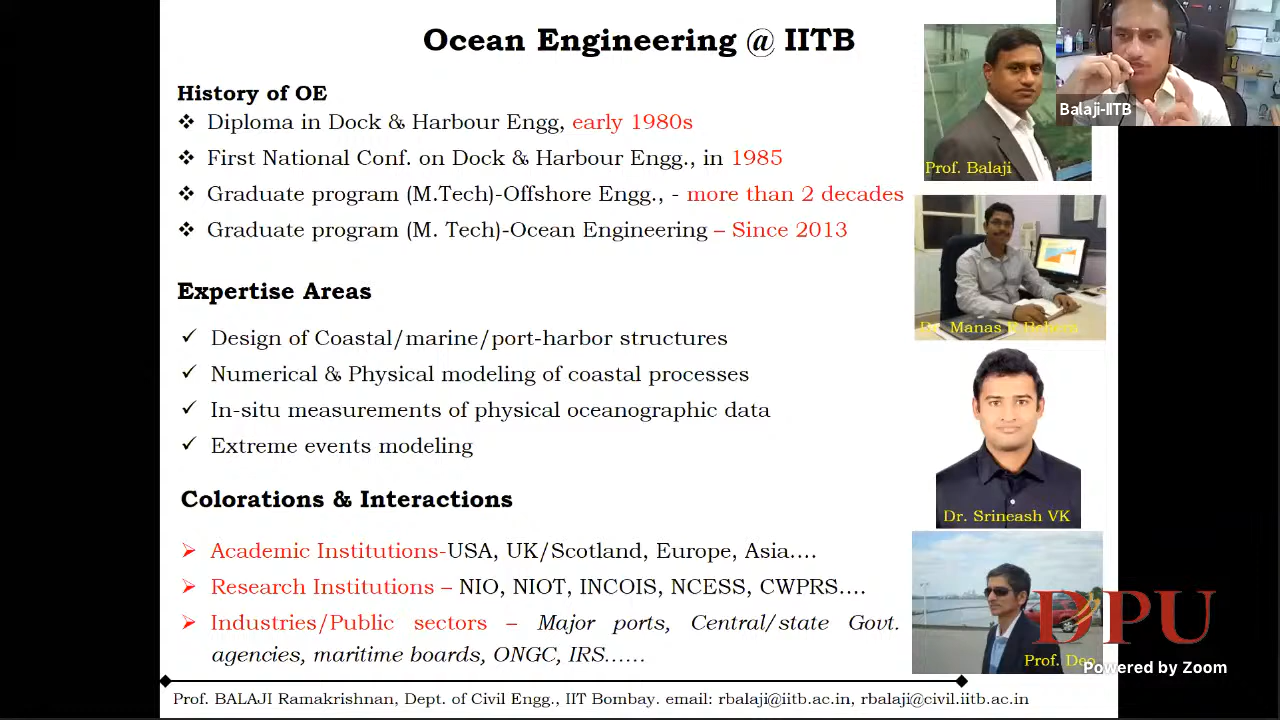 Ocean Engineering @ IITB
History of OE
Diploma in Dock & Harbour Engg, early 1980s
First National Conf. on Dock & Harbour Engg., in 1985
Graduate program (M.Tech)-Offshore Engg., - more than 2 decades
Graduate program (M. Tech)-Ocean Engineering – Since 2013
Expertise Areas
Design of Coastal/marine/port-harbor structures
Numerical & Physical modeling of coastal processes
In-situ measurements of physical oceanographic data
Extreme events modeling
Colorations & Interactions
Academic Institutions-USA, UK/Scotland, Europe, Asia....
Research Institutions – NIO, NIOT, INCOIS, NCESS, CWPRS....
Industries/Public sectors – Major ports, Central/state Govt.
agencies, maritime boards, ONGC, IRS......
Prof. BALAJI Ramakrishnan, Dept. of Civil Engg., IIT Bombay. email: rbalaji@iitb.ac.in, rbalaji@civil.iitb.ac.in
Balaji-IITB
Prof. Balaji
Dr. Manas
Dr. Srineash VK
Prof. Deo
DPU
Powered by Zoom